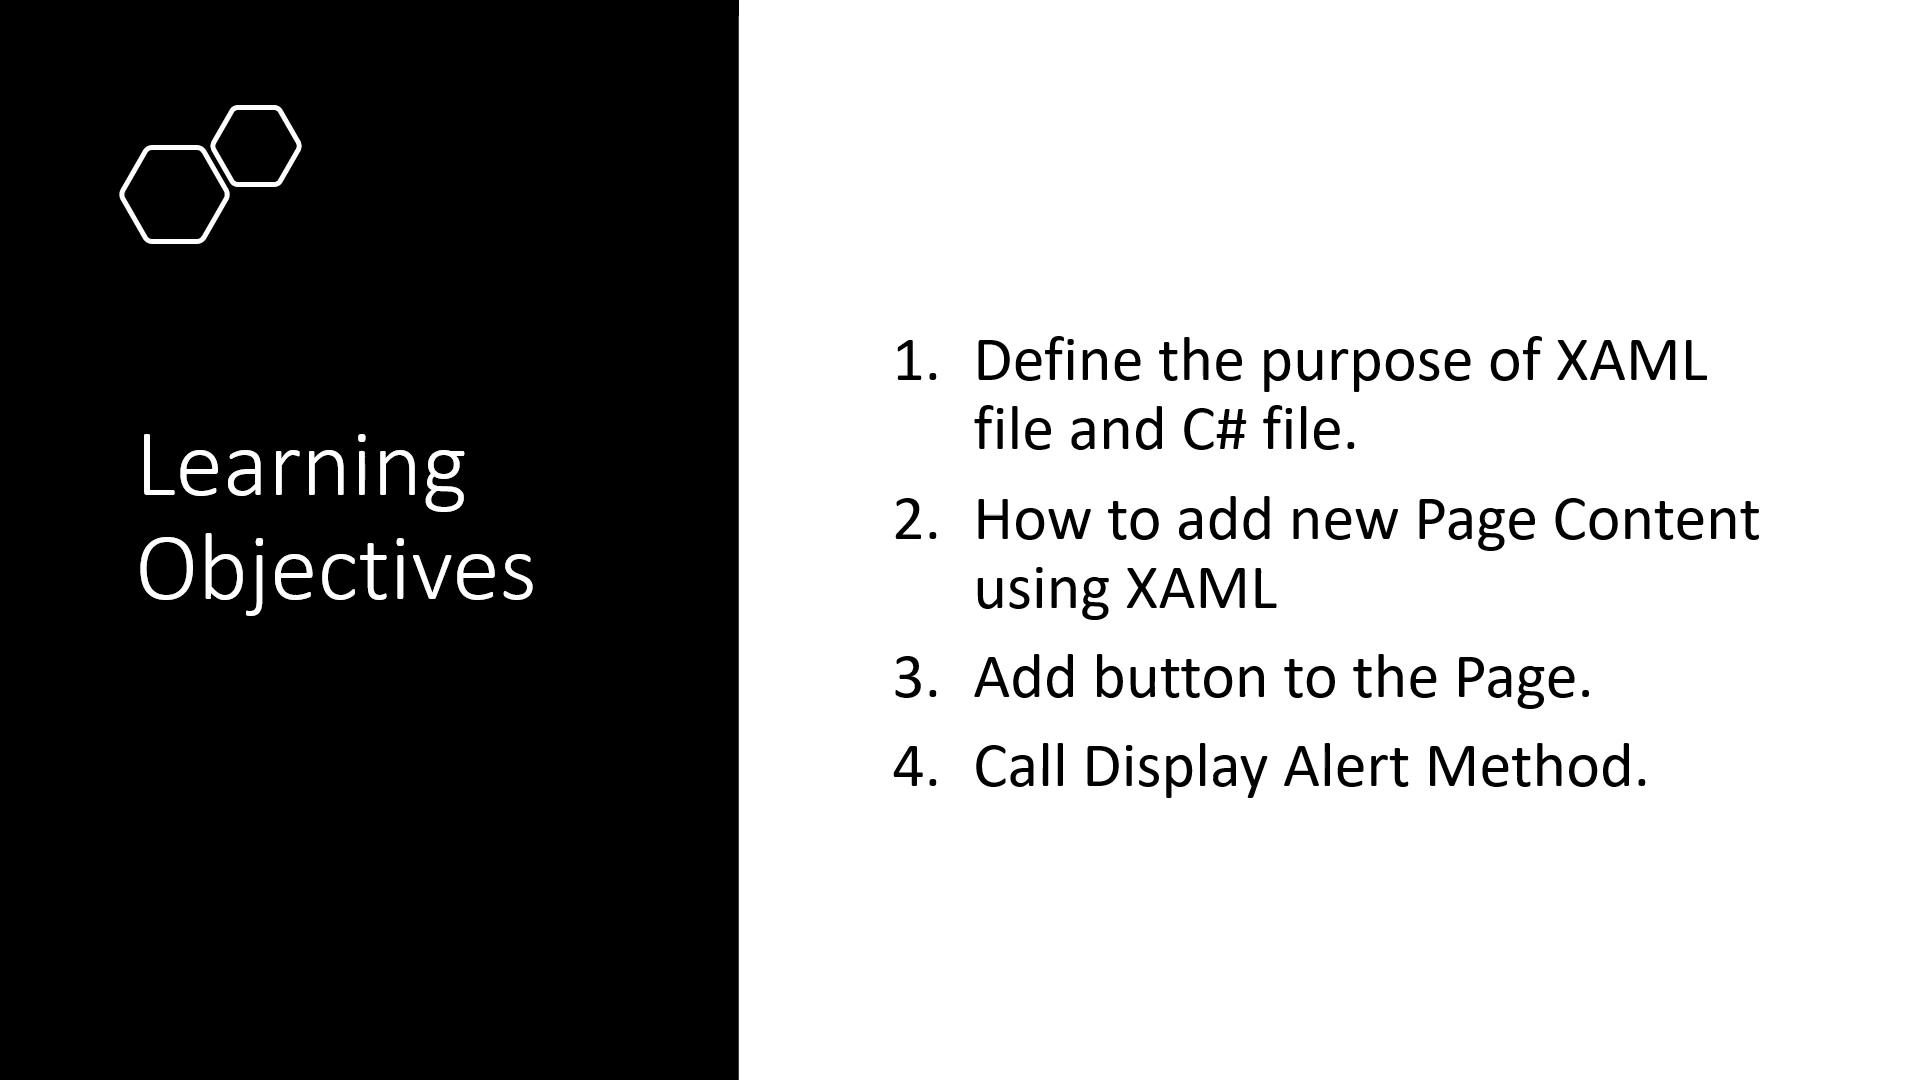 Learning
Objectives
1. Define the purpose of XAML
file and C# file.
2. How to add new Page Content
using XAML
3. Add button to the Page.
4. Call Display Alert Method.